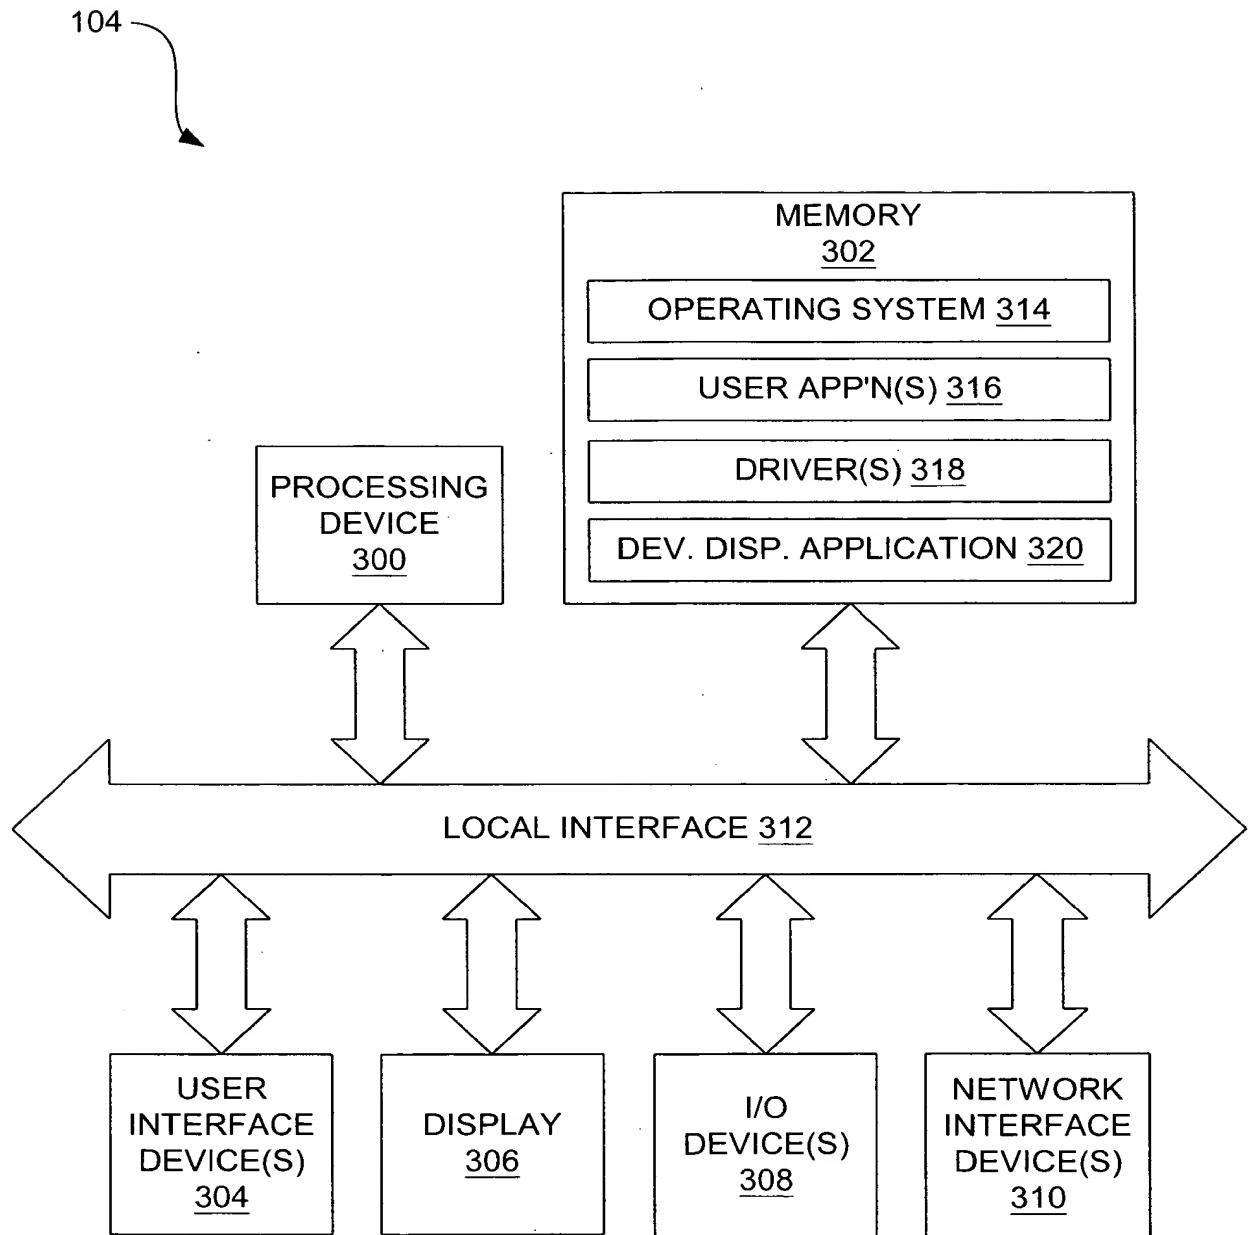 104
MEMORY
302
OPERATING SYSTEM 314
USER APP'N(S) 316
DRIVER(S) 318
DEV. DISP. APPLICATION 320
PROCESSING
DEVICE
300
LOCAL INTERFACE 312
USER
INTERFACE
DEVICE(S)
304
DISPLAY
306
I/O
DEVICE(S)
308
NETWORK
INTERFACE
DEVICE(S)
310